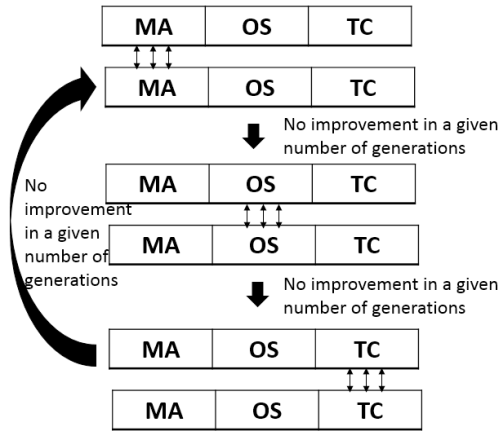 MA OS TC
MA OS TC
No improvement in a given
number of generations
MA OS TC
No
improvement
in a given
number of
generations
MA OS TC
No improvement in a given
number of generations
MA OS TC
MA OS TC